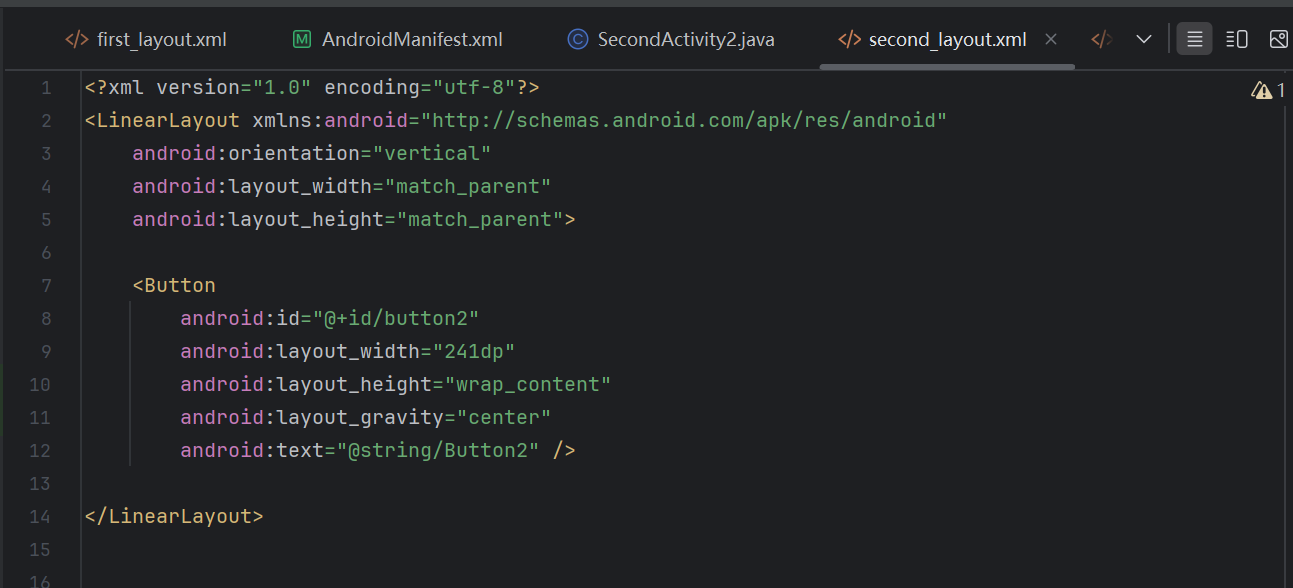 first_layout.xml AndroidManifest.xml SecondActivity2.java second_layout.xml
1 <?xml version="1.0" encoding="utf-8"?>
1
2 <LinearLayout xmlns:android="http://schemas.android.com/apk/res/android"
3     android:orientation="vertical"
4     android:layout_width="match_parent"
5     android:layout_height="match_parent">
6
7     <Button
8         android:id="@+id/button2"
9         android:layout_width="241dp"
10         android:layout_height="wrap_content"
11         android:layout_gravity="center"
12         android:text="@string/Button2" />
13
14 </LinearLayout>
15
16